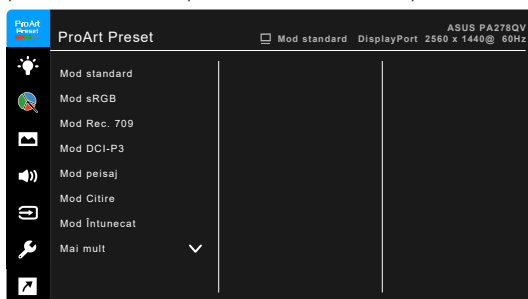 ProArt
Preset
ProArt Preset
Mod standard DisplayPort 2560 x 1440@ 60Hz
ASUS PA278QV
Mod standard
Mod sRGB
Mod Rec. 709
Mod DCI-P3
Mod peisaj
Mod Citire
Mod Întunecat
Mai mult